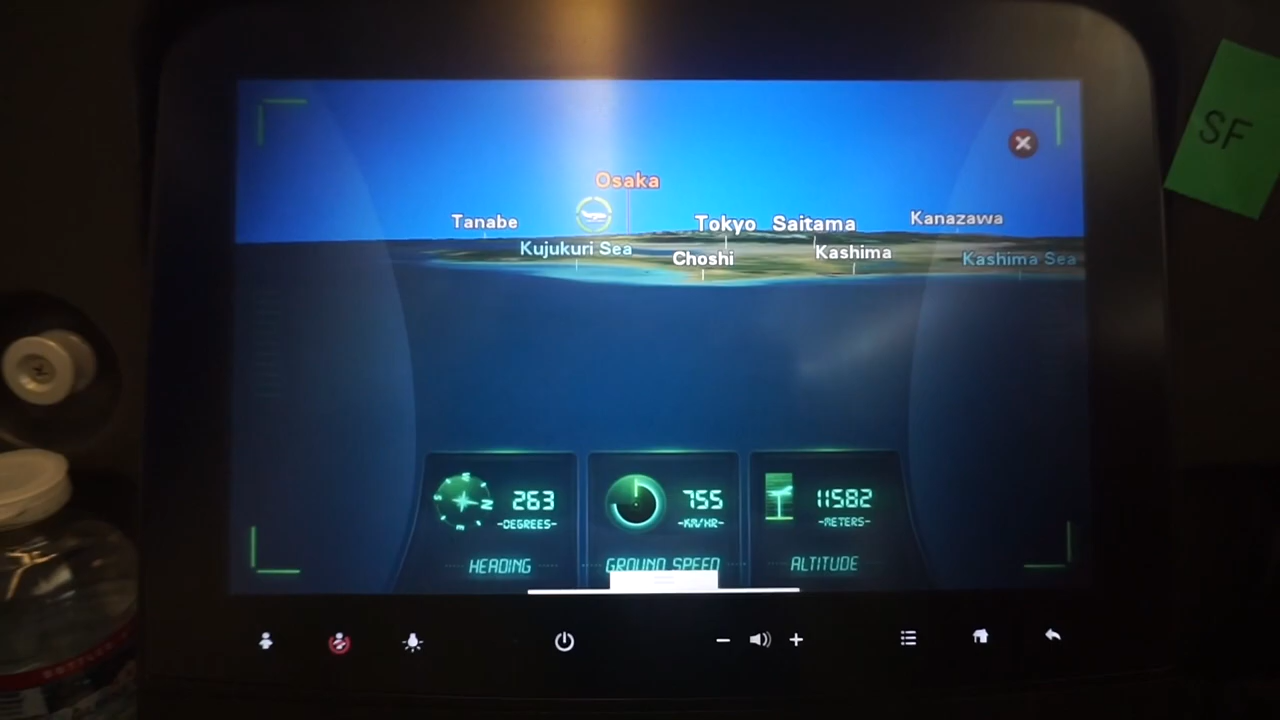 SF
Osaka
Tanabe
Tokyo
Saitama
Kanazawa
Kujukuri Sea
Choshi
Kashima
Kashima Sea
263
-DEGREES-
HEADING
755
-KM/HR-
GROUND SPEED
11582
-METERS-
ALTITUDE